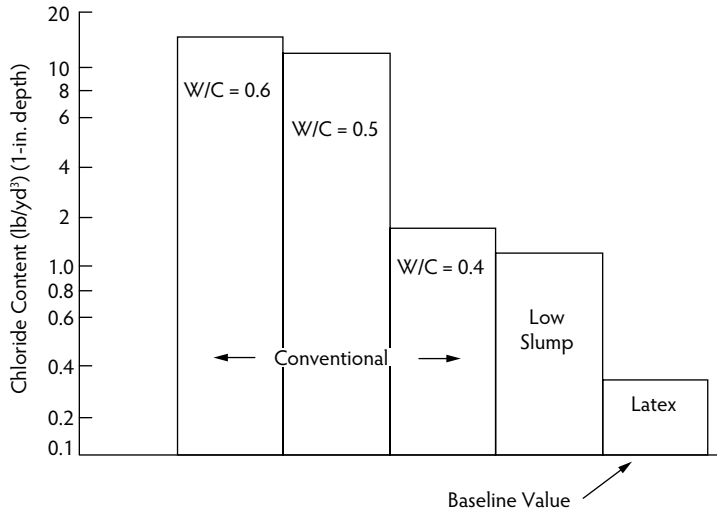 Chloride Content (lb/yd³) (1-in. depth)
20
10
8
6
4
2
1.0
0.8
0.6
0.4
0.2
0.1
W/C = 0.6
W/C = 0.5
W/C = 0.4
Conventional
Low
Slump
Latex
Baseline Value